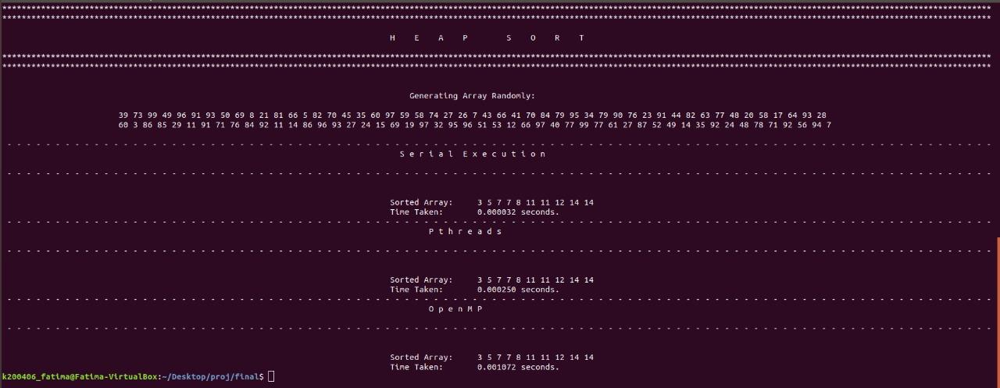 ****************************************************************************************************************************************************************************************************************
****************************************************************************************************************************************************************************************************************
H E A P S O R T
****************************************************************************************************************************************************************************************************************
****************************************************************************************************************************************************************************************************************
Generating Array Randomly:
39 73 99 49 96 91 93 50 69 8 21 81 66 5 82 70 45 35 60 97 59 58 74 27 26 7 43 66 41 70 84 79 95 34 79 90 76 23 91 44 82 63 77 48 20 58 17 64 93 28
60 3 86 85 29 11 91 71 76 84 92 11 14 86 96 93 27 24 15 69 19 97 32 95 96 51 53 12 66 97 40 77 99 77 61 27 87 52 49 14 35 92 24 48 78 71 92 56 94 7
- - - - - - - - - - - - - - - - - - - - - - - - - - - - - - - - - - - - - - - - - - - - - - - - - - - - - - - - - - - - - - - - - - - - - - - - - - - - - - - - - - - - - - - - - - - - - - - - - - - - - -
S e r i a l E x e c u t i o n
- - - - - - - - - - - - - - - - - - - - - - - - - - - - - - - - - - - - - - - - - - - - - - - - - - - - - - - - - - - - - - - - - - - - - - - - - - - - - - - - - - - - - - - - - - - - - - - - - - - - - -
Sorted Array: 3 5 7 7 8 11 11 12 14 14
Time Taken: 0.000032 seconds.
- - - - - - - - - - - - - - - - - - - - - - - - - - - - - - - - - - - - - - - - - - - - - - - - - - - - - - - - - - - - - - - - - - - - - - - - - - - - - - - - - - - - - - - - - - - - - - - - - - - - - -
P t h r e a d s
- - - - - - - - - - - - - - - - - - - - - - - - - - - - - - - - - - - - - - - - - - - - - - - - - - - - - - - - - - - - - - - - - - - - - - - - - - - - - - - - - - - - - - - - - - - - - - - - - - - - - -
Sorted Array: 3 5 7 7 8 11 11 12 14 14
Time Taken: 0.000250 seconds.
- - - - - - - - - - - - - - - - - - - - - - - - - - - - - - - - - - - - - - - - - - - - - - - - - - - - - - - - - - - - - - - - - - - - - - - - - - - - - - - - - - - - - - - - - - - - - - - - - - - - - -
O p e n M P
- - - - - - - - - - - - - - - - - - - - - - - - - - - - - - - - - - - - - - - - - - - - - - - - - - - - - - - - - - - - - - - - - - - - - - - - - - - - - - - - - - - - - - - - - - - - - - - - - - - - - -
Sorted Array: 3 5 7 7 8 11 11 12 14 14
Time Taken: 0.001072 seconds.
k200406_fatima@Fatima-VirtualBox:~/Desktop/proj/final$